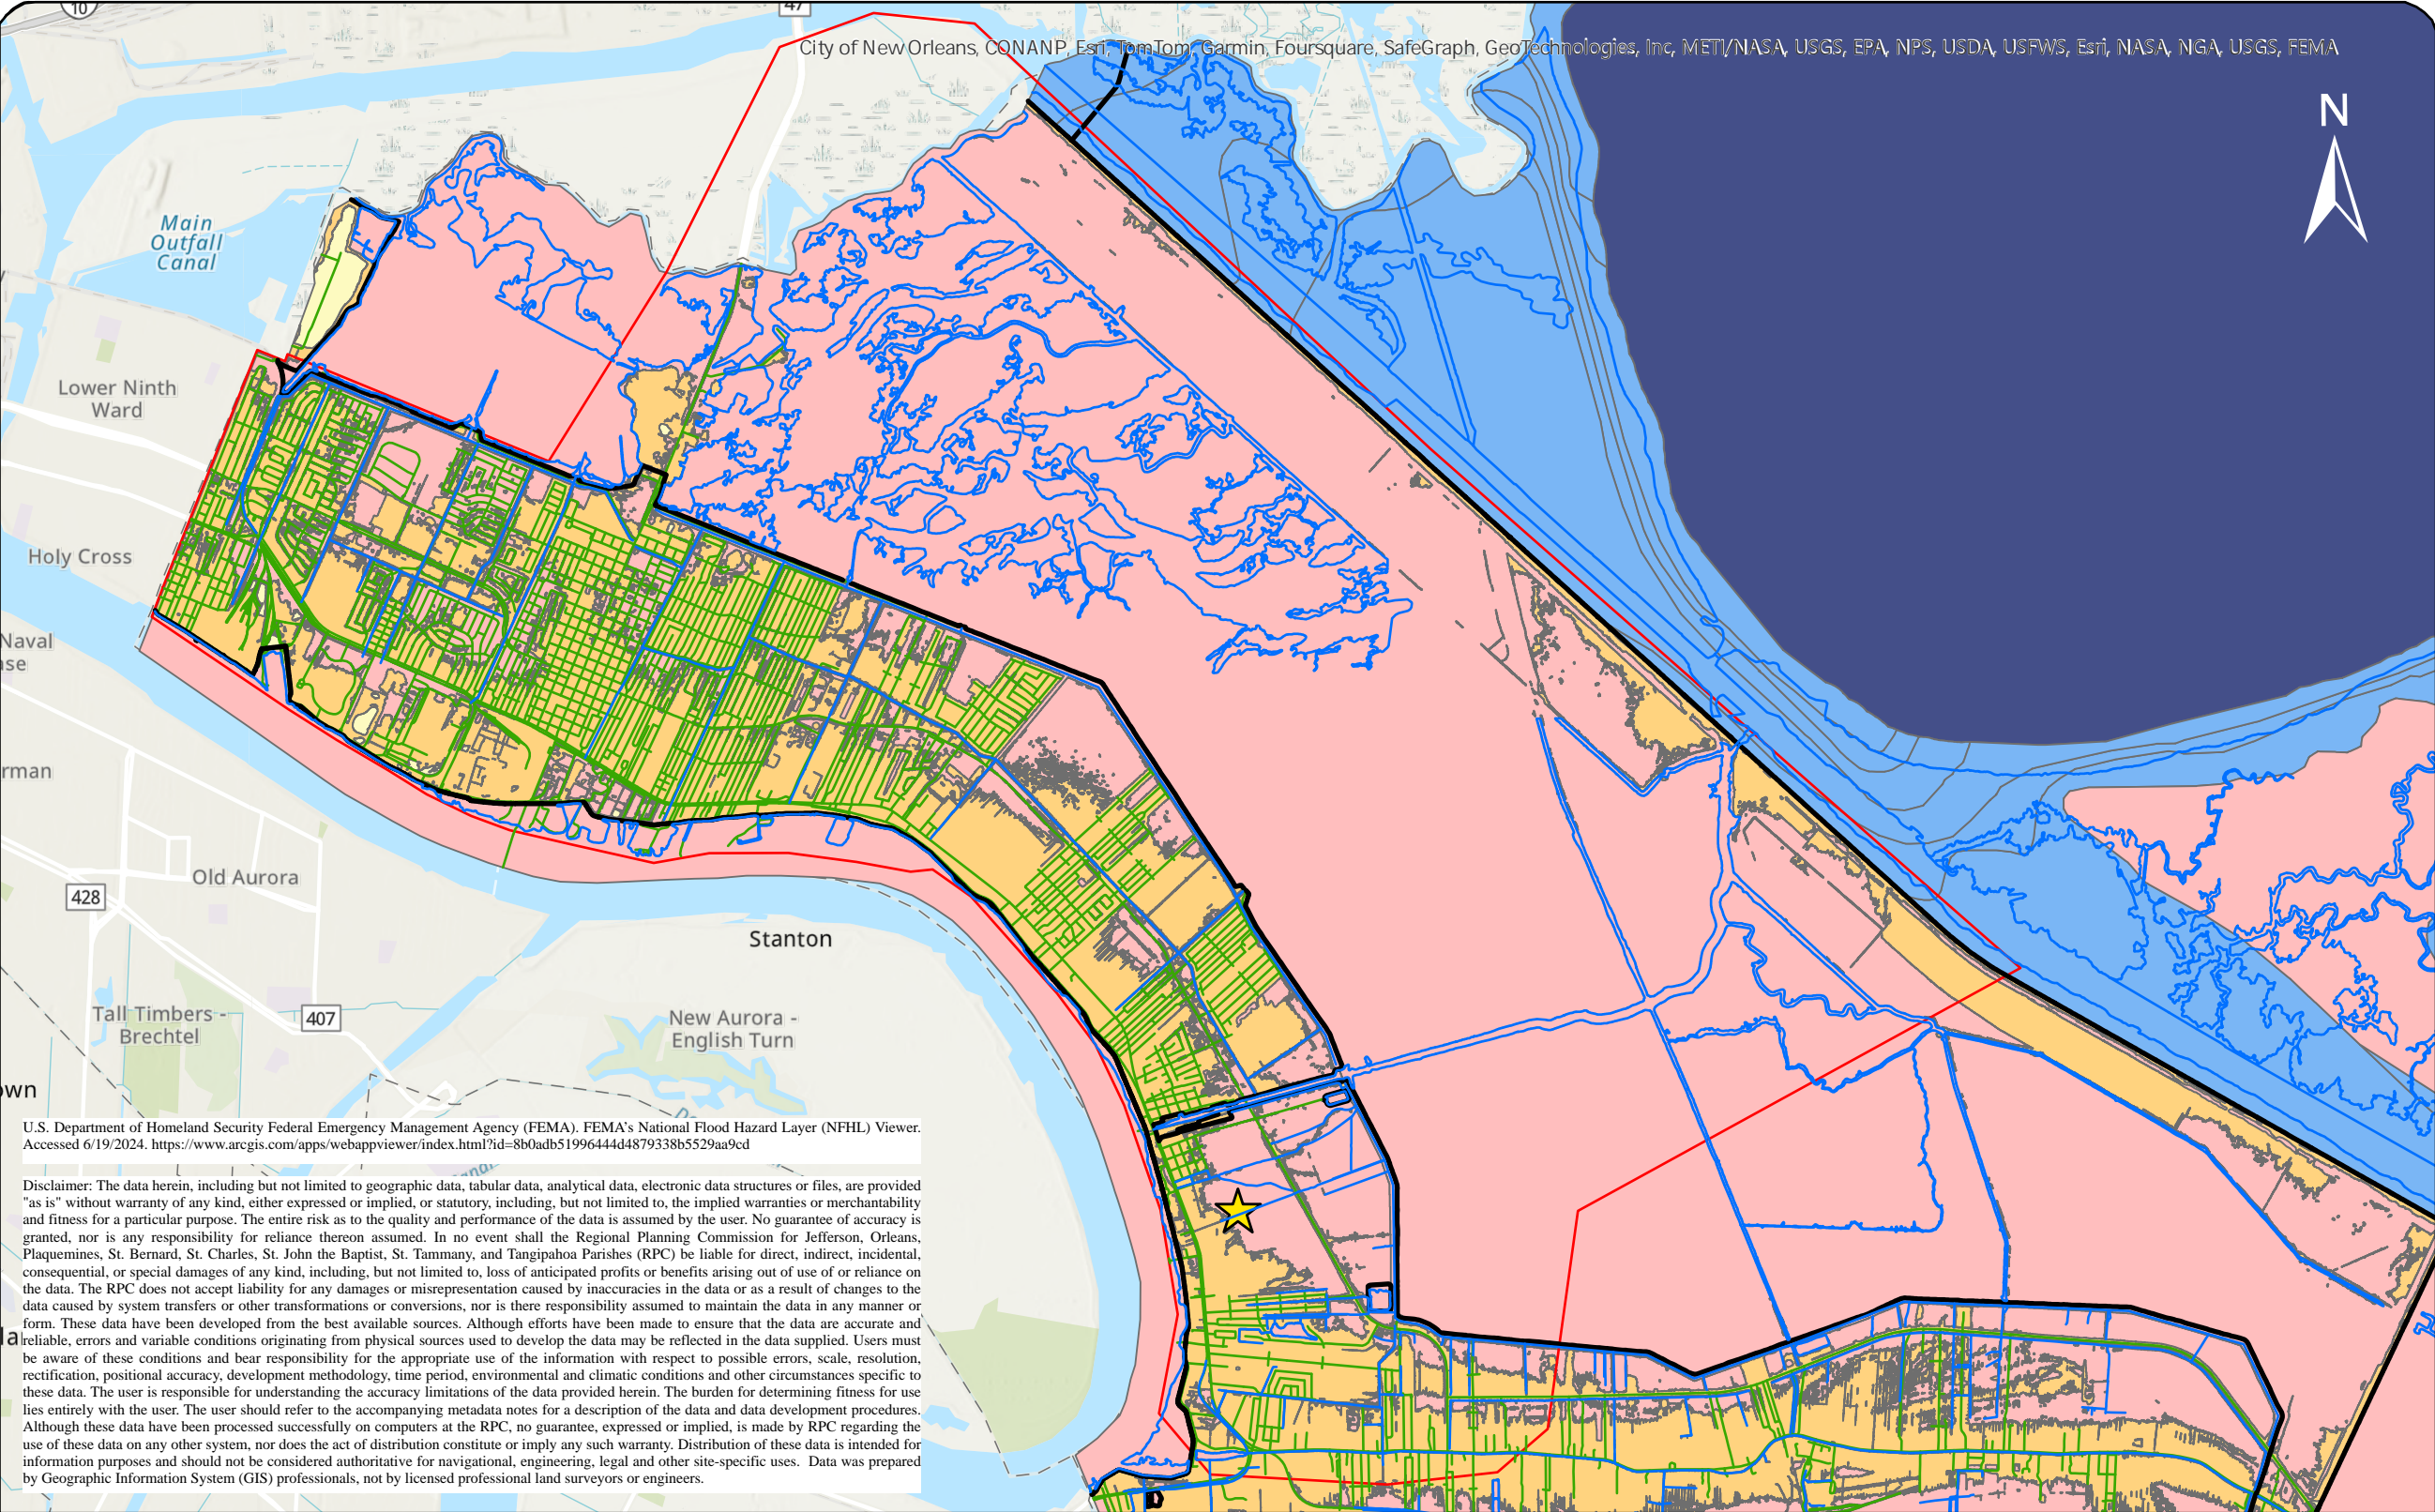 10
47
City of New Orleans, CONANP, Esri, TomTom, Garmin, Foursquare, SafeGraph, GeoTechnologies, Inc, METI/NASA, USGS, EPA, NPS, USDA, USFWS, Esri, NASA, NGA, USGS, FEMA
N
Main
Outfall
Canal
Lower Ninth
Ward
Holy Cross
Naval
ase
rman
Old Aurora
428
Stanton
Tall Timbers -
Brechtel
407
New Aurora -
English Turn
own
U.S. Department of Homeland Security Federal Emergency Management Agency (FEMA). FEMA's National Flood Hazard Layer (NFHL) Viewer.
Accessed 6/19/2024. https://www.arcgis.com/apps/webappviewer/index.html?id=8b0adb51996444d4879338b5529aa9cd
Disclaimer: The data herein, including but not limited to geographic data, tabular data, analytical data, electronic data structures or files, are provided
"as is" without warranty of any kind, either expressed or implied, or statutory, including, but not limited to, the implied warranties or merchantability
and fitness for a particular purpose. The entire risk as to the quality and performance of the data is assumed by the user. No guarantee of accuracy is
granted, nor is any responsibility for reliance thereon assumed. In no event shall the Regional Planning Commission for Jefferson, Orleans,
Plaquemines, St. Bernard, St. Charles, St. John the Baptist, St. Tammany, and Tangipahoa Parishes (RPC) be liable for direct, indirect, incidental,
consequential, or special damages of any kind, including, but not limited to, loss of anticipated profits or benefits arising out of use of or reliance on
the data. The RPC does not accept liability for any damages or misrepresentation caused by inaccuracies in the data or as a result of changes to the
data caused by system transfers or other transformations or conversions, nor is there responsibility assumed to maintain the data in any manner or
form. These data have been developed from the best available sources. Although efforts have been made to ensure that the data are accurate and
reliable, errors and variable conditions originating from physical sources used to develop the data may be reflected in the data supplied. Users must
be aware of these conditions and bear responsibility for the appropriate use of the information with respect to possible errors, scale, resolution,
rectification, positional accuracy, development methodology, time period, environmental and climatic conditions and other circumstances specific to
these data. The user is responsible for understanding the accuracy limitations of the data provided herein. The burden for determining fitness for use
lies entirely with the user. The user should refer to the accompanying metadata notes for a description of the data and data development procedures.
Although these data have been processed successfully on computers at the RPC, no guarantee, expressed or implied, is made by RPC regarding the
use of these data on any other system, nor does the act of distribution constitute or imply any such warranty. Distribution of these data is intended for
information purposes and should not be considered authoritative for navigational, engineering, legal and other site-specific uses. Data was prepared
by Geographic Information System (GIS) professionals, not by licensed professional land surveyors or engineers.